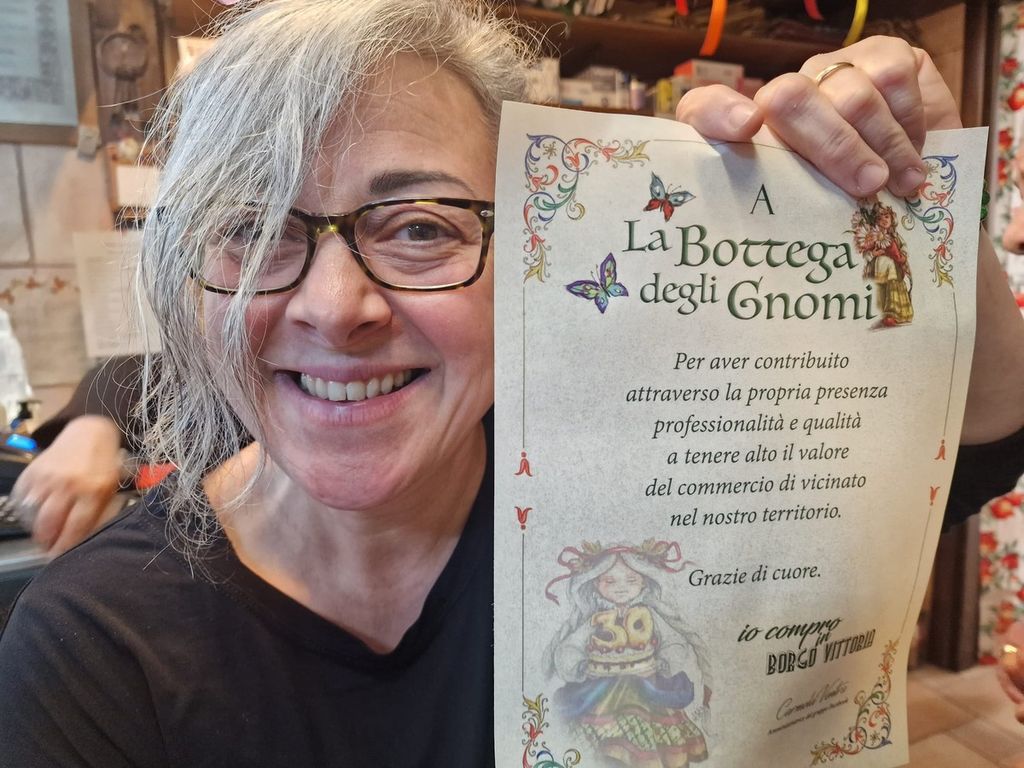 A
La Bottega
degli Gnomi
Per aver contribuito
attraverso la propria presenza
professionalità e qualità
a tenere alto il valore
del commercio di vicinato
nel nostro territorio.
Grazie di cuore.
30
io compro
in
BORGO VITTORIA